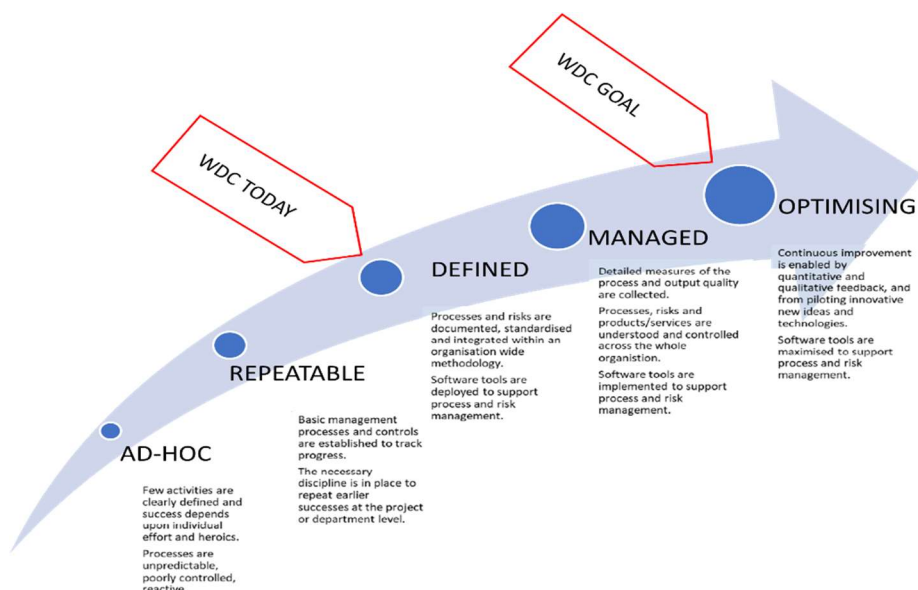 WDC GOAL
WDC TODAY
OPTIMISING
Continuous improvement
is enabled by
quantitative and
qualitative feedback, and
from piloting innovative
new ideas and
technologies.
Software tools are
maximised to support
process and risk
management.
MANAGED
Detailed measures of the
process and output quality
are collected.
Processes, risks and
products/services are
understood and controlled
across the whole
organistion.
Software tools are
implemented to support
process and risk
management.
DEFINED
Processes and risks are
documented, standardised
and integrated within an
organisation wide
methodology.
Software tools are
deployed to support
process and risk
management.
REPEATABLE
Basic management
processes and controls
are established to track
progress.
The necessary
discipline is in place to
repeat earlier
successes at the project
or department level.
AD-HOC
Few activities are
clearly defined and
success depends
upon individual
effort and heroics.
Processes are
unpredictable,
poorly controlled,
reactive